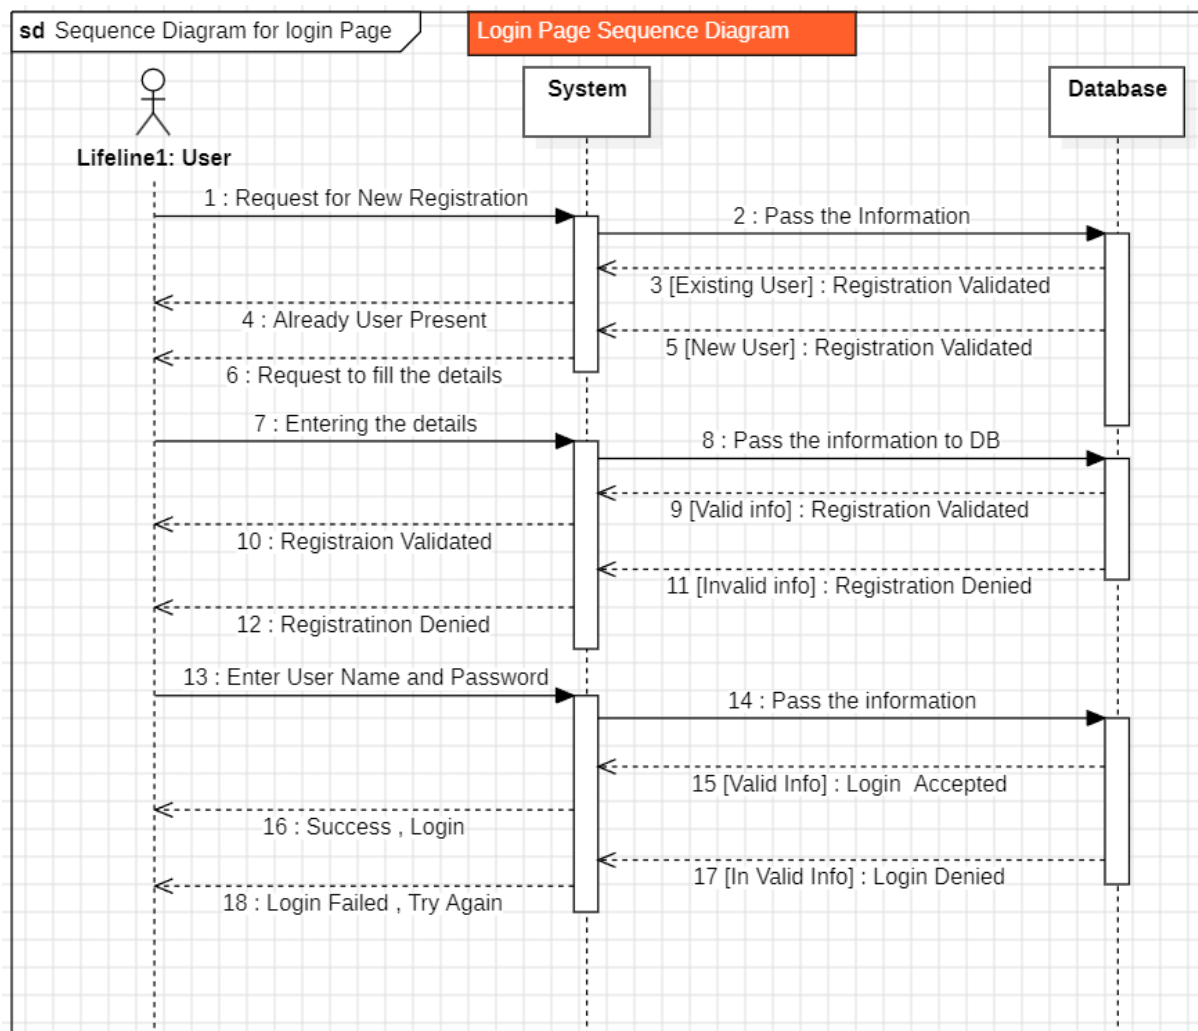 sd Sequence Diagram for login Page
Login Page Sequence Diagram
System
Database
Lifeline1: User
1 : Request for New Registration
2 : Pass the Information
3 [Existing User] : Registration Validated
4 : Already User Present
5 [New User] : Registration Validated
6 : Request to fill the details
7 : Entering the details
8 : Pass the information to DB
9 [Valid info] : Registration Validated
10 : Registraion Validated
11 [Invalid info] : Registration Denied
12 : Registratinon Denied
13 : Enter User Name and Password
14 : Pass the information
15 [Valid Info] : Login  Accepted
16 : Success , Login
17 [In Valid Info] : Login Denied
18 : Login Failed , Try Again